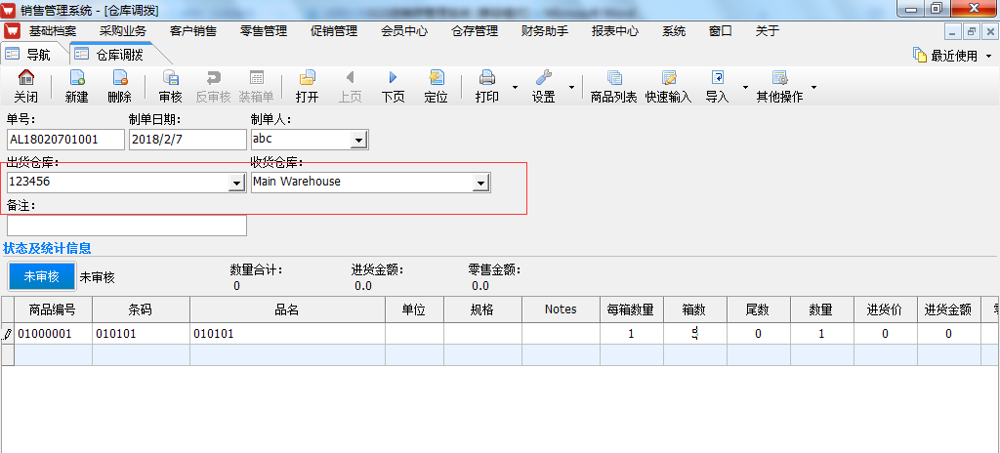 销售管理系统 - [仓库调拨]
基础档案 采购业务 客户销售 零售管理 促销管理 会员中心 仓存管理 财务助手 报表中心 系统 窗口 关于
导航 仓库调拨 最近使用
关闭 新建 删除 审核 反审核 装箱单 打开 上页 下页 定位 打印 设置 商品列表 快速输入 导入 其他操作
单号: 制单日期: 制单人:
AL18020701001 2018/2/7 abc
出货仓库: 收货仓库:
123456 Main Warehouse
备注:
状态及统计信息
未审核 未审核 数量合计: 进货金额: 零售金额:
0 0.0 0.0
商品编号 条码 品名 单位 规格 Notes 每箱数量 箱数 尾数 数量 进货价 进货金额
01000001 010101 010101 1 5 0 1 0 0